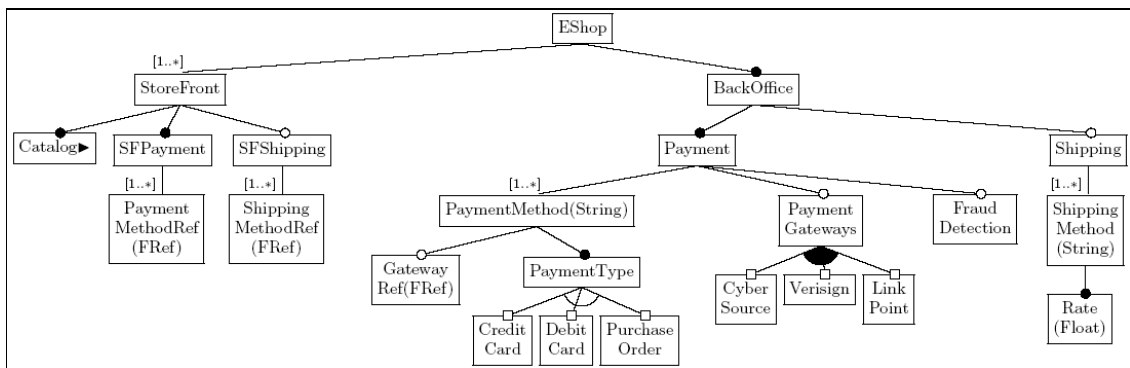 EShop
[1..*]
StoreFront
BackOffice
Catalog▶
SFPayment
SFShipping
Payment
Shipping
[1..*]
[1..*]
[1..*]
[1..*]
Payment
MethodRef
(FRef)
Shipping
MethodRef
(FRef)
PaymentMethod(String)
Payment
Gateways
Fraud
Detection
Shipping
Method
(String)
Gateway
Ref(FRef)
PaymentType
Cyber
Source
Verisign
Link
Point
Rate
(Float)
Credit
Card
Debit
Card
Purchase
Order